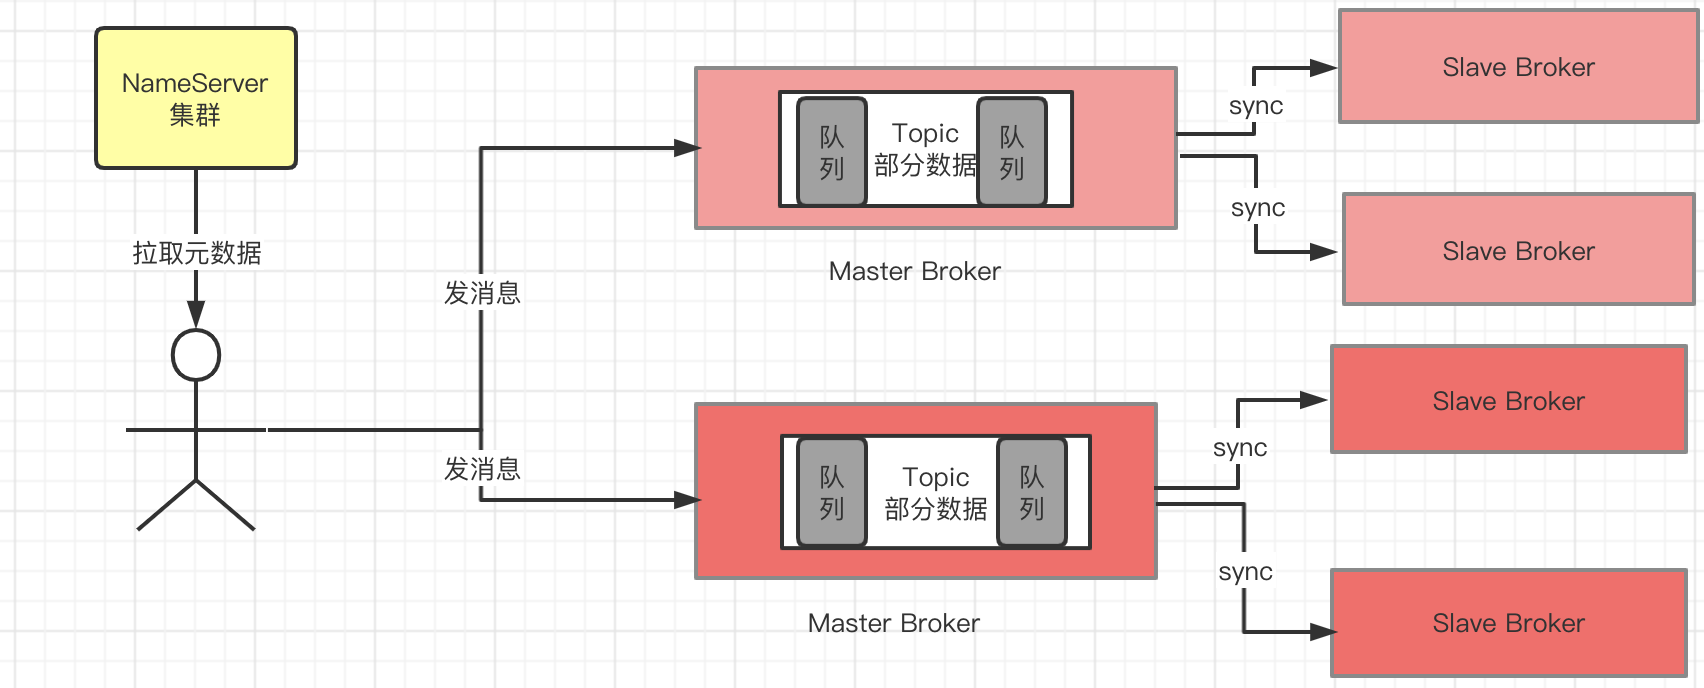 NameServer
集群
拉取元数据
发消息
发消息
队
列
Topic
部分数据
队
列
Master Broker
sync
sync
Slave Broker
Slave Broker
队
列
Topic
部分数据
队
列
Master Broker
sync
sync
Slave Broker
Slave Broker